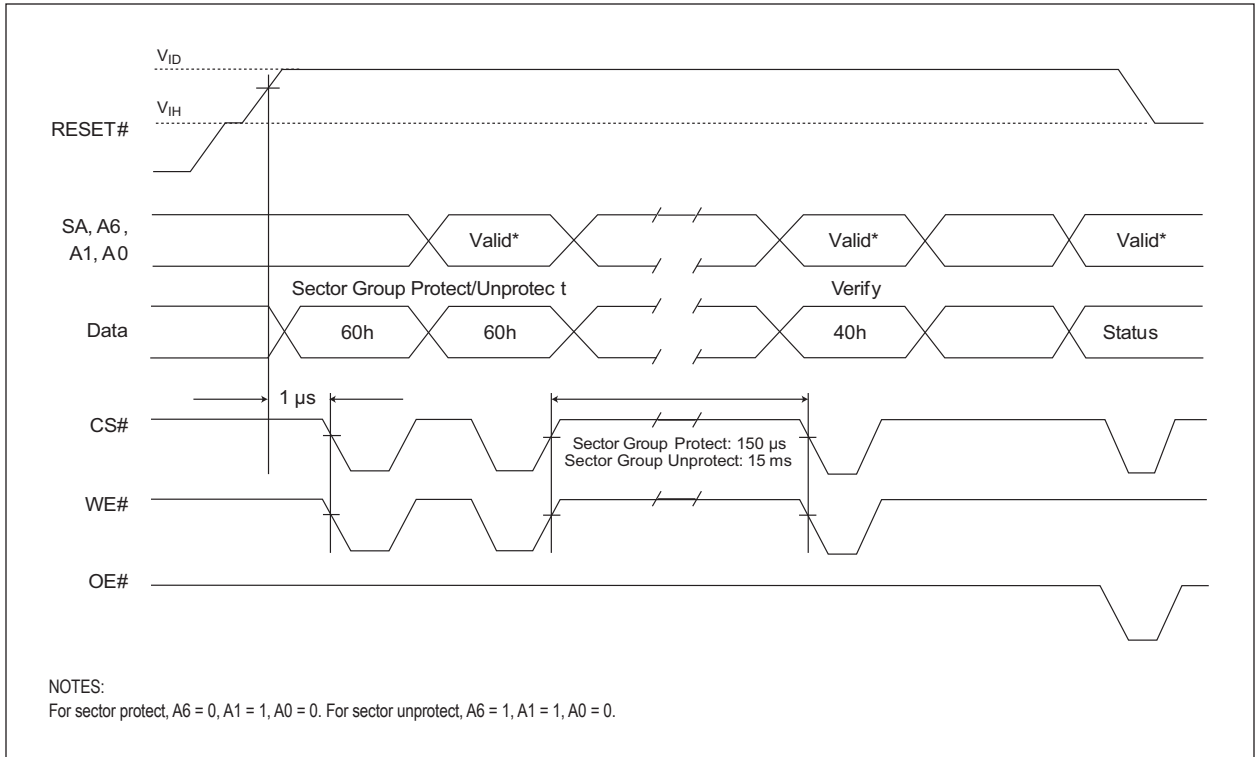 VID
VIH
RESET#
SA, A6 ,
A1, A0
Valid*
Valid*
Valid*
Sector Group Protect/Unprotec t
Verify
Data
60h
60h
40h
Status
1 µs
CS#
Sector Group Protect: 150 µs
Sector Group Unprotect: 15 ms
WE#
OE#
NOTES:
For sector protect, A6 = 0, A1 = 1, A0 = 0. For sector unprotect, A6 = 1, A1 = 1, A0 = 0.